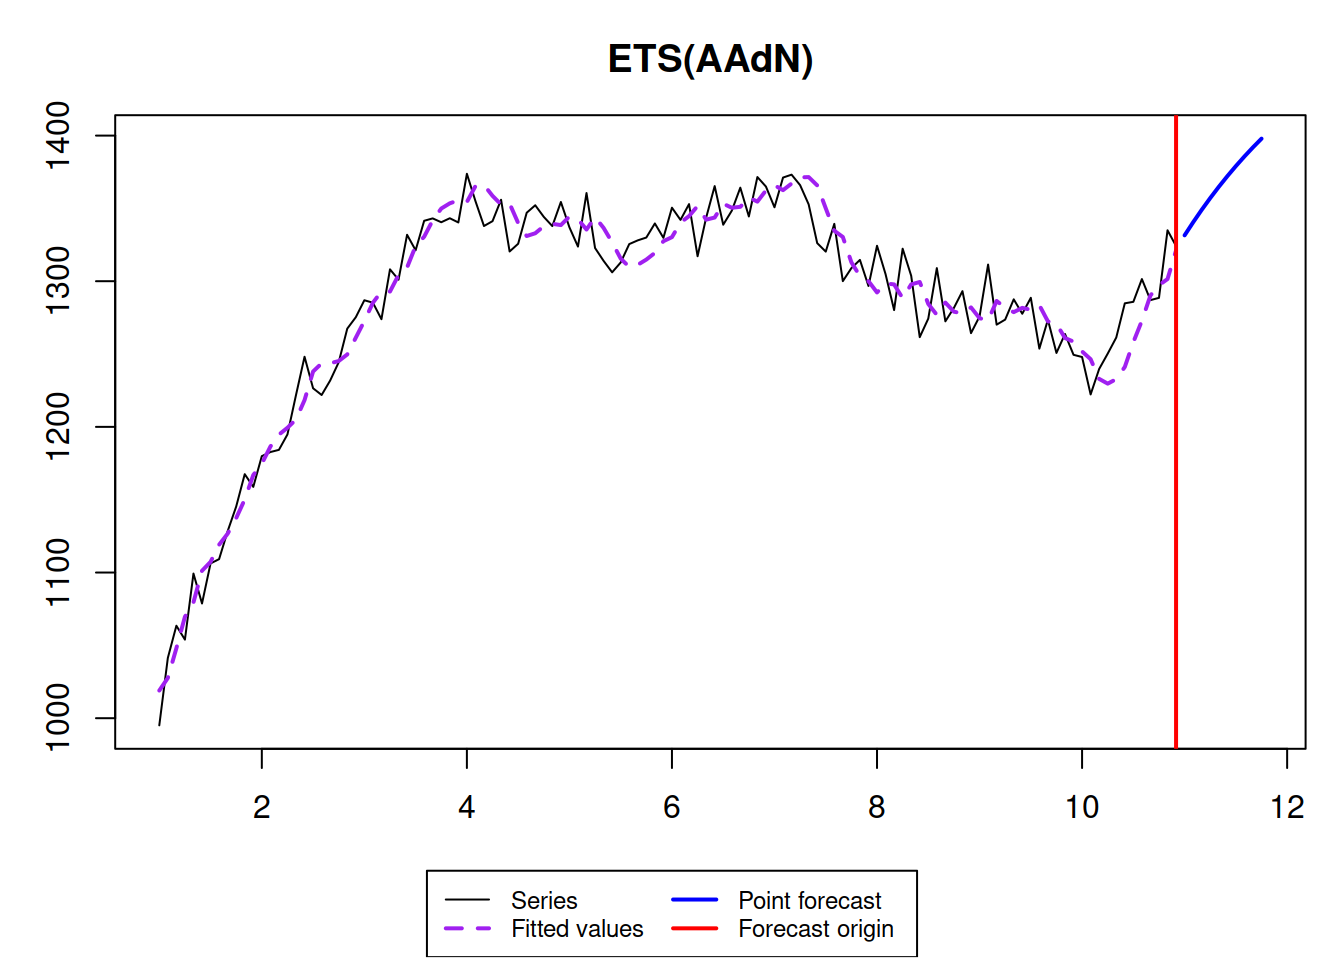 ETS(AAdN)
1400
1300
1200
1100
1000
2 4 6 8 10 12
Series Point forecast
Fitted values Forecast origin